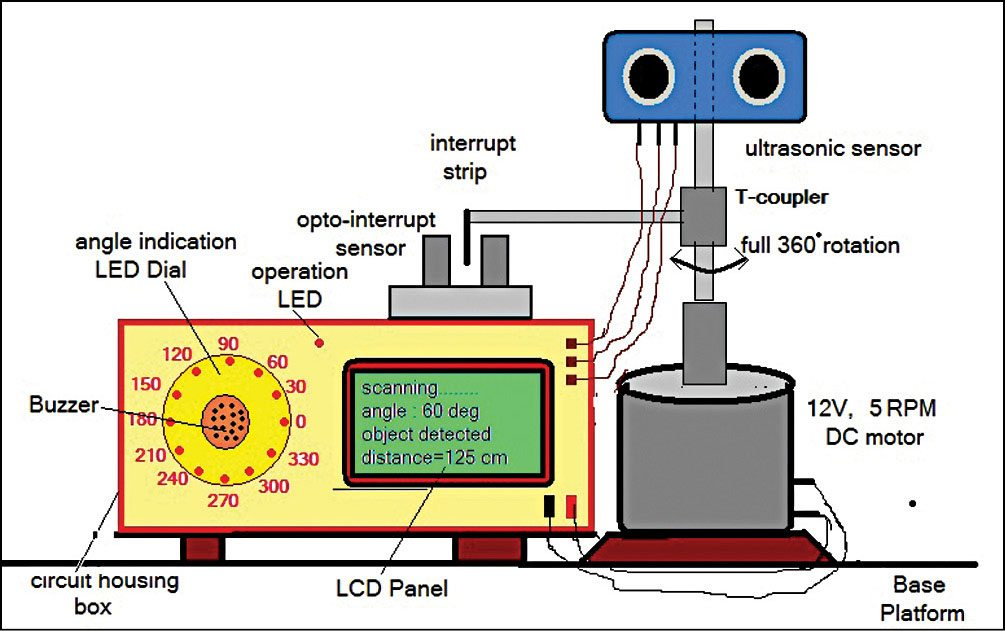 interrupt
strip
ultrasonic sensor
T-coupler
opto-interrupt
sensor
full 360° rotation
angle indication
LED Dial
operation
LED
90
120
60
150
30
Buzzer
180
0
210
330
240
300
270
scanning........
angle : 60 deg
object detected
distance=125 cm
12V, 5 RPM
DC motor
circuit housing
box
LCD Panel
Base
Platform